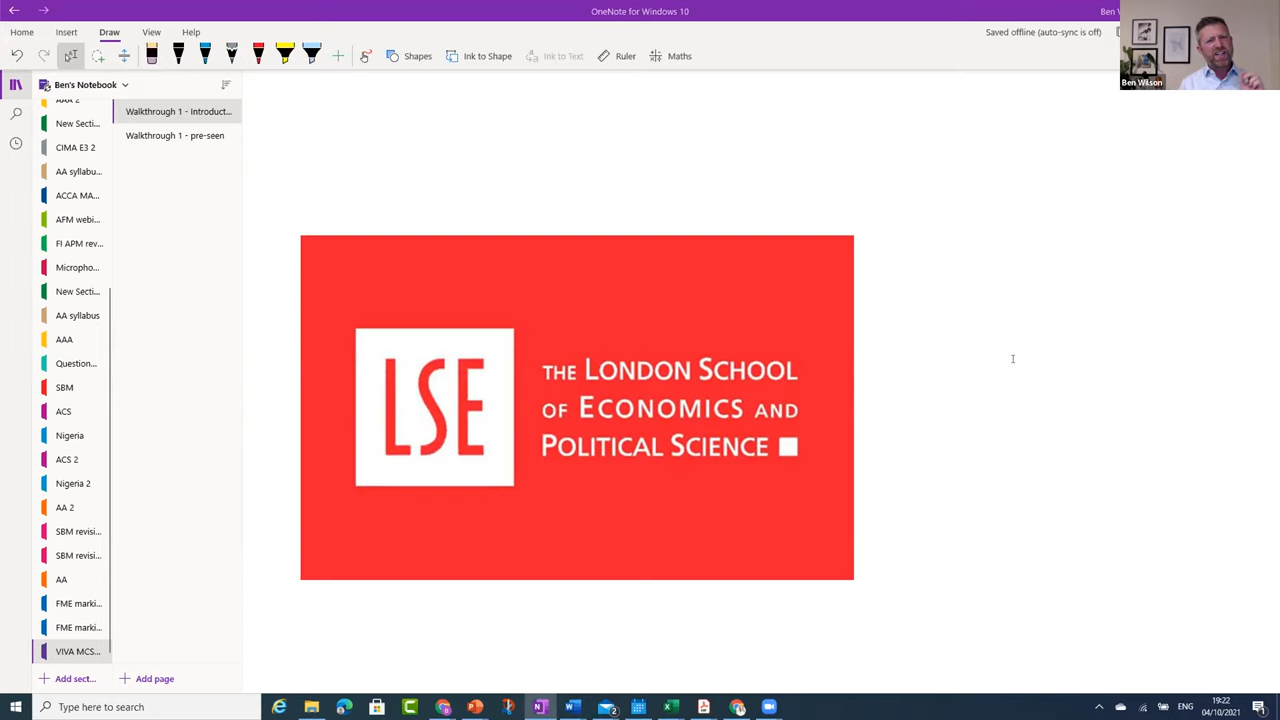 OneNote for Windows 10
Ben W
Home Insert Draw View Help
Saved offline (auto-sync is off)
Shapes Ink to Shape Ink to Text Ruler Maths
Ben Wilson
Ben's Notebook
AAA 2
New Secti...
CIMA E3 2
AA syllabu...
ACCA MA...
AFM webi...
FI APM rev...
Micropho...
New Secti...
AA syllabus
AAA
Question...
SBM
ACS
Nigeria
ACS 2
Nigeria 2
AA 2
SBM revisi...
SBM revisi...
AA
FME marki...
FME marki...
VIVA MCS...
Add sect...
Walkthrough 1 - Introduct...
Walkthrough 1 - pre-seen
Add page
LSE
THE LONDON SCHOOL
OF ECONOMICS AND
POLITICAL SCIENCE
Type here to search
2
ENG
19:22
04/10/2021
1